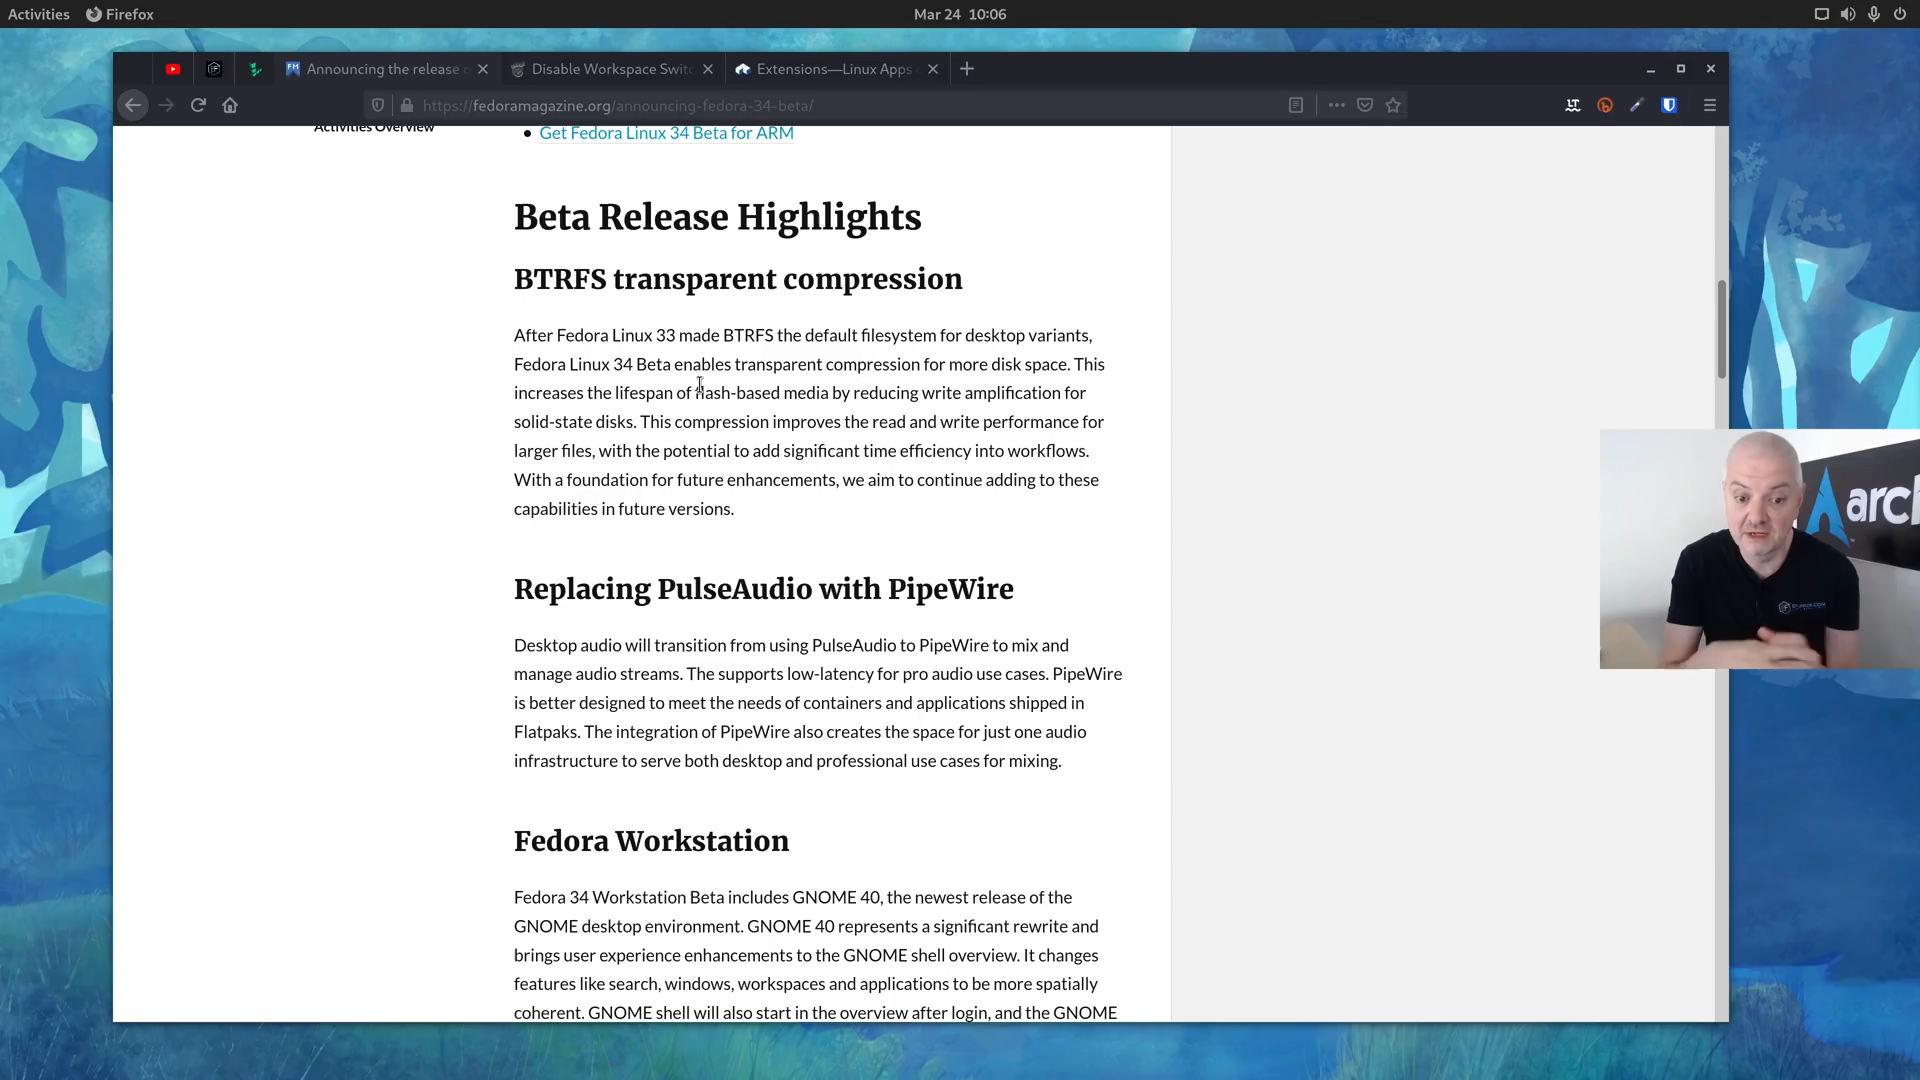 Activities Firefox Mar 24 10:06
Announcing the release o Disable Workspace Swit Extensions—Linux Apps
https://fedoramagazine.org/announcing-fedora-34-beta/
Activities Overview
• Get Fedora Linux 34 Beta for ARM
Beta Release Highlights
BTRFS transparent compression
After Fedora Linux 33 made BTRFS the default filesystem for desktop variants,
Fedora Linux 34 Beta enables transparent compression for more disk space. This
increases the lifespan of flash-based media by reducing write amplification for
solid-state disks. This compression improves the read and write performance for
larger files, with the potential to add significant time efficiency into workflows.
With a foundation for future enhancements, we aim to continue adding to these
capabilities in future versions.
Replacing PulseAudio with PipeWire
Desktop audio will transition from using PulseAudio to PipeWire to mix and
manage audio streams. The supports low-latency for pro audio use cases. PipeWire
is better designed to meet the needs of containers and applications shipped in
Flatpaks. The integration of PipeWire also creates the space for just one audio
infrastructure to serve both desktop and professional use cases for mixing.
Fedora Workstation
Fedora 34 Workstation Beta includes GNOME 40, the newest release of the
GNOME desktop environment. GNOME 40 represents a significant rewrite and
brings user experience enhancements to the GNOME shell overview. It changes
features like search, windows, workspaces and applications to be more spatially
coherent. GNOME shell will also start in the overview after login, and the GNOME
arch